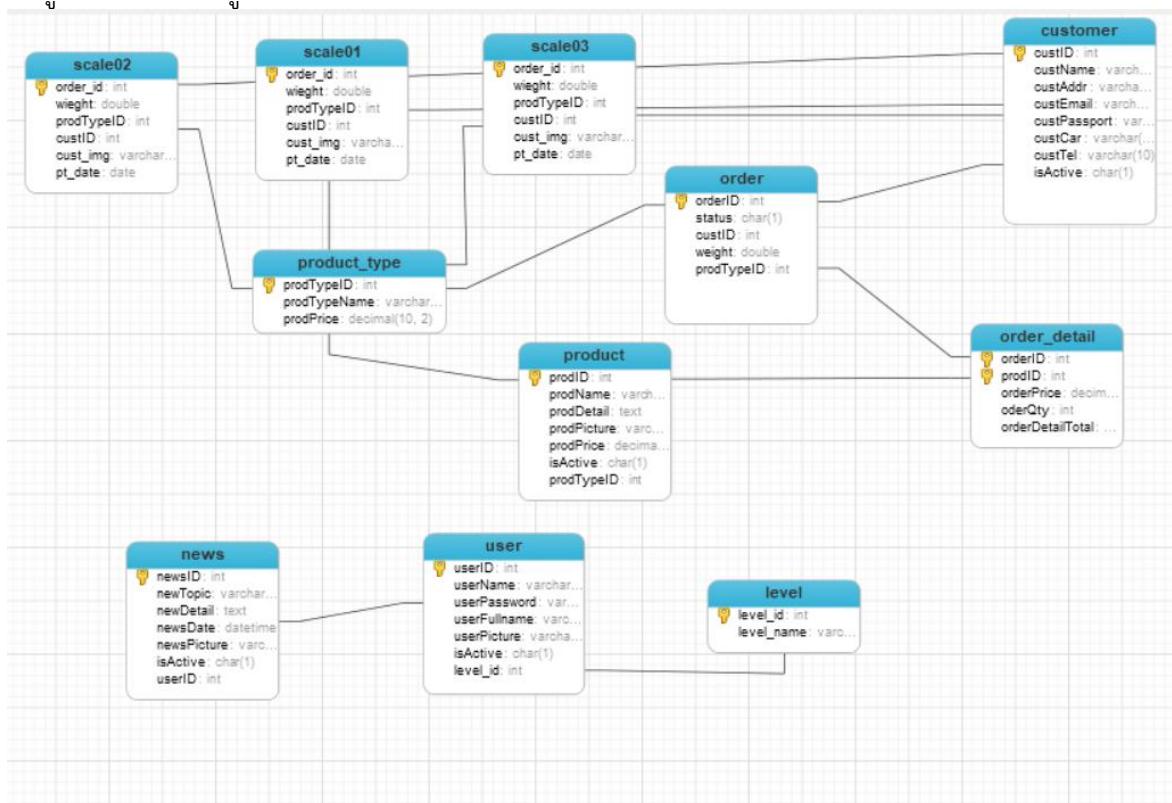 scale02
order_id: int
wieght: double
prodTypeID: int
custID: int
cust_img: varchar...
pt_date: date
scale01
order_id: int
wieght: double
prodTypeID: int
custID: int
cust_img: varcha...
pt_date: date
scale03
order_id: int
wieght: double
prodTypeID: int
custID: int
cust_img: varchar...
pt_date: date
customer
custID: int
custName: varch...
custAddr: varcha...
custEmail: varch...
custPassport: var...
custCar: varchar(...
custTel: varchar(10)
isActive: char(1)
order
orderID: int
status: char(1)
custID: int
weight: double
prodTypeID: int
product_type
prodTypeID: int
prodTypeName: varchar...
prodPrice: decimal(10, 2)
product
prodID: int
prodName: varch...
prodDetail: text
prodPicture: varc...
prodPrice: decima...
isActive: char(1)
prodTypeID: int
order_detail
orderID: int
prodID: int
orderPrice: decim...
oderQty: int
orderDetailTotal: ...
news
newsID: int
newTopic: varchar...
newDetail: text
newsDate: datetime
newsPicture: varc...
isActive: char(1)
userID: int
user
userID: int
userName: varchar...
userPassword: var...
userFullname: varc...
userPicture: varcha...
isActive: char(1)
level_id: int
level
level_id: int
level_name: varc...